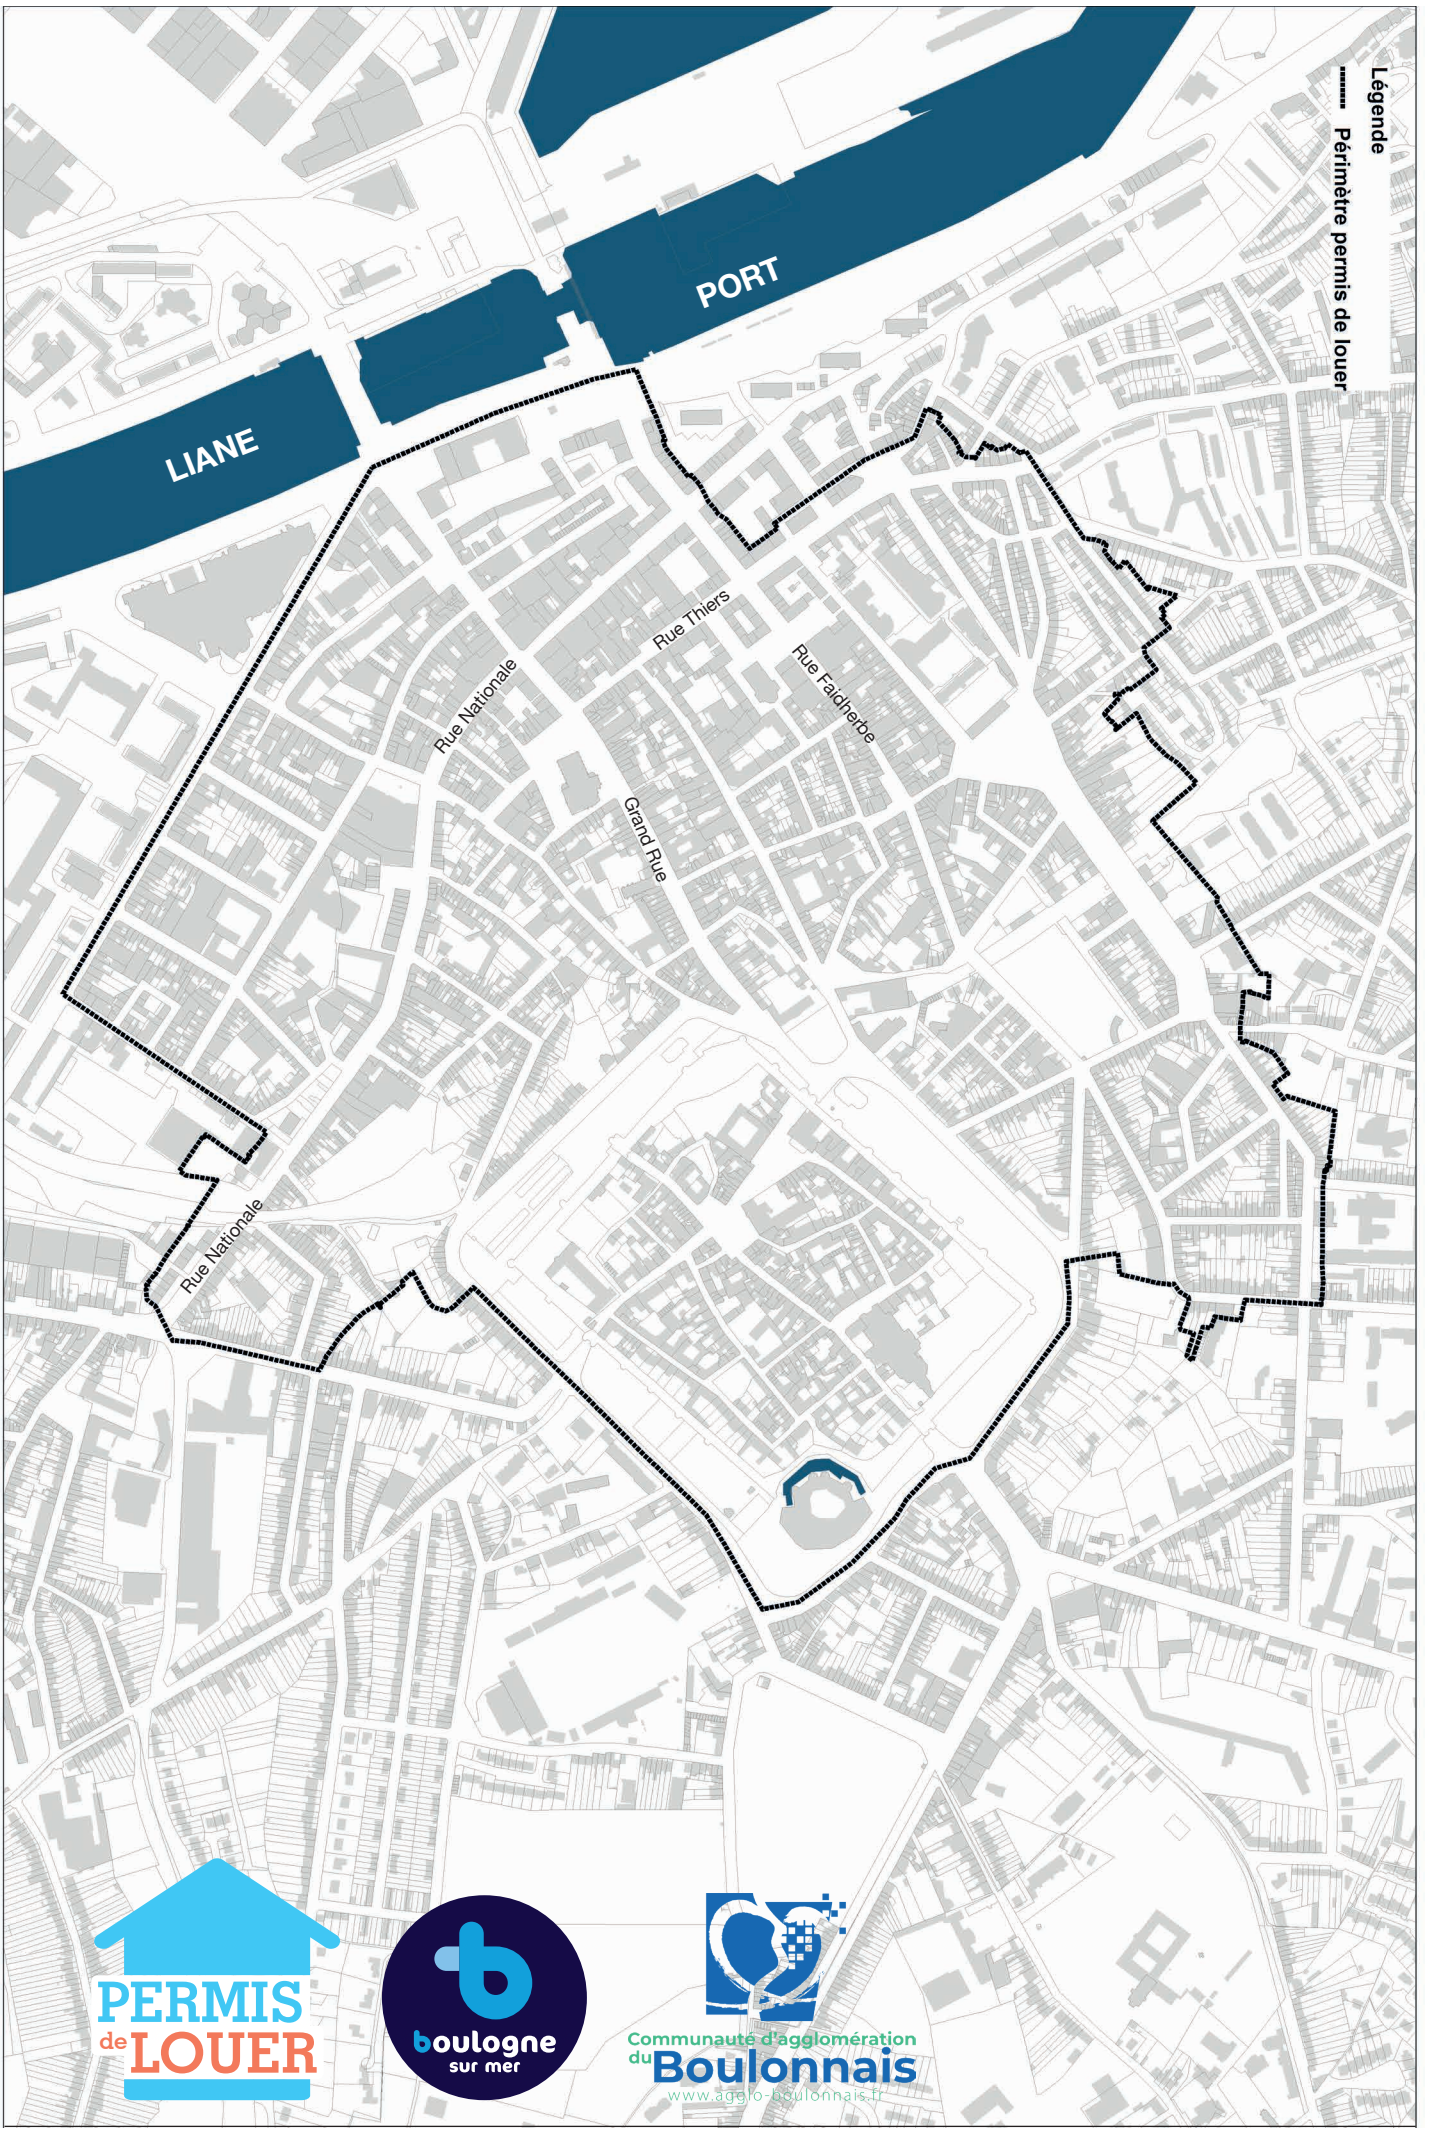 Légende
Périmètre permis de louer
PORT
LIANE
Rue Thiers
Rue Nationale
Rue Faidherbe
Grand Rue
Rue Nationale
PERMIS
de LOUER
boulogne
sur mer
Communauté d'agglomération
du Boulonnais
www.agglo-boulonnais.fr